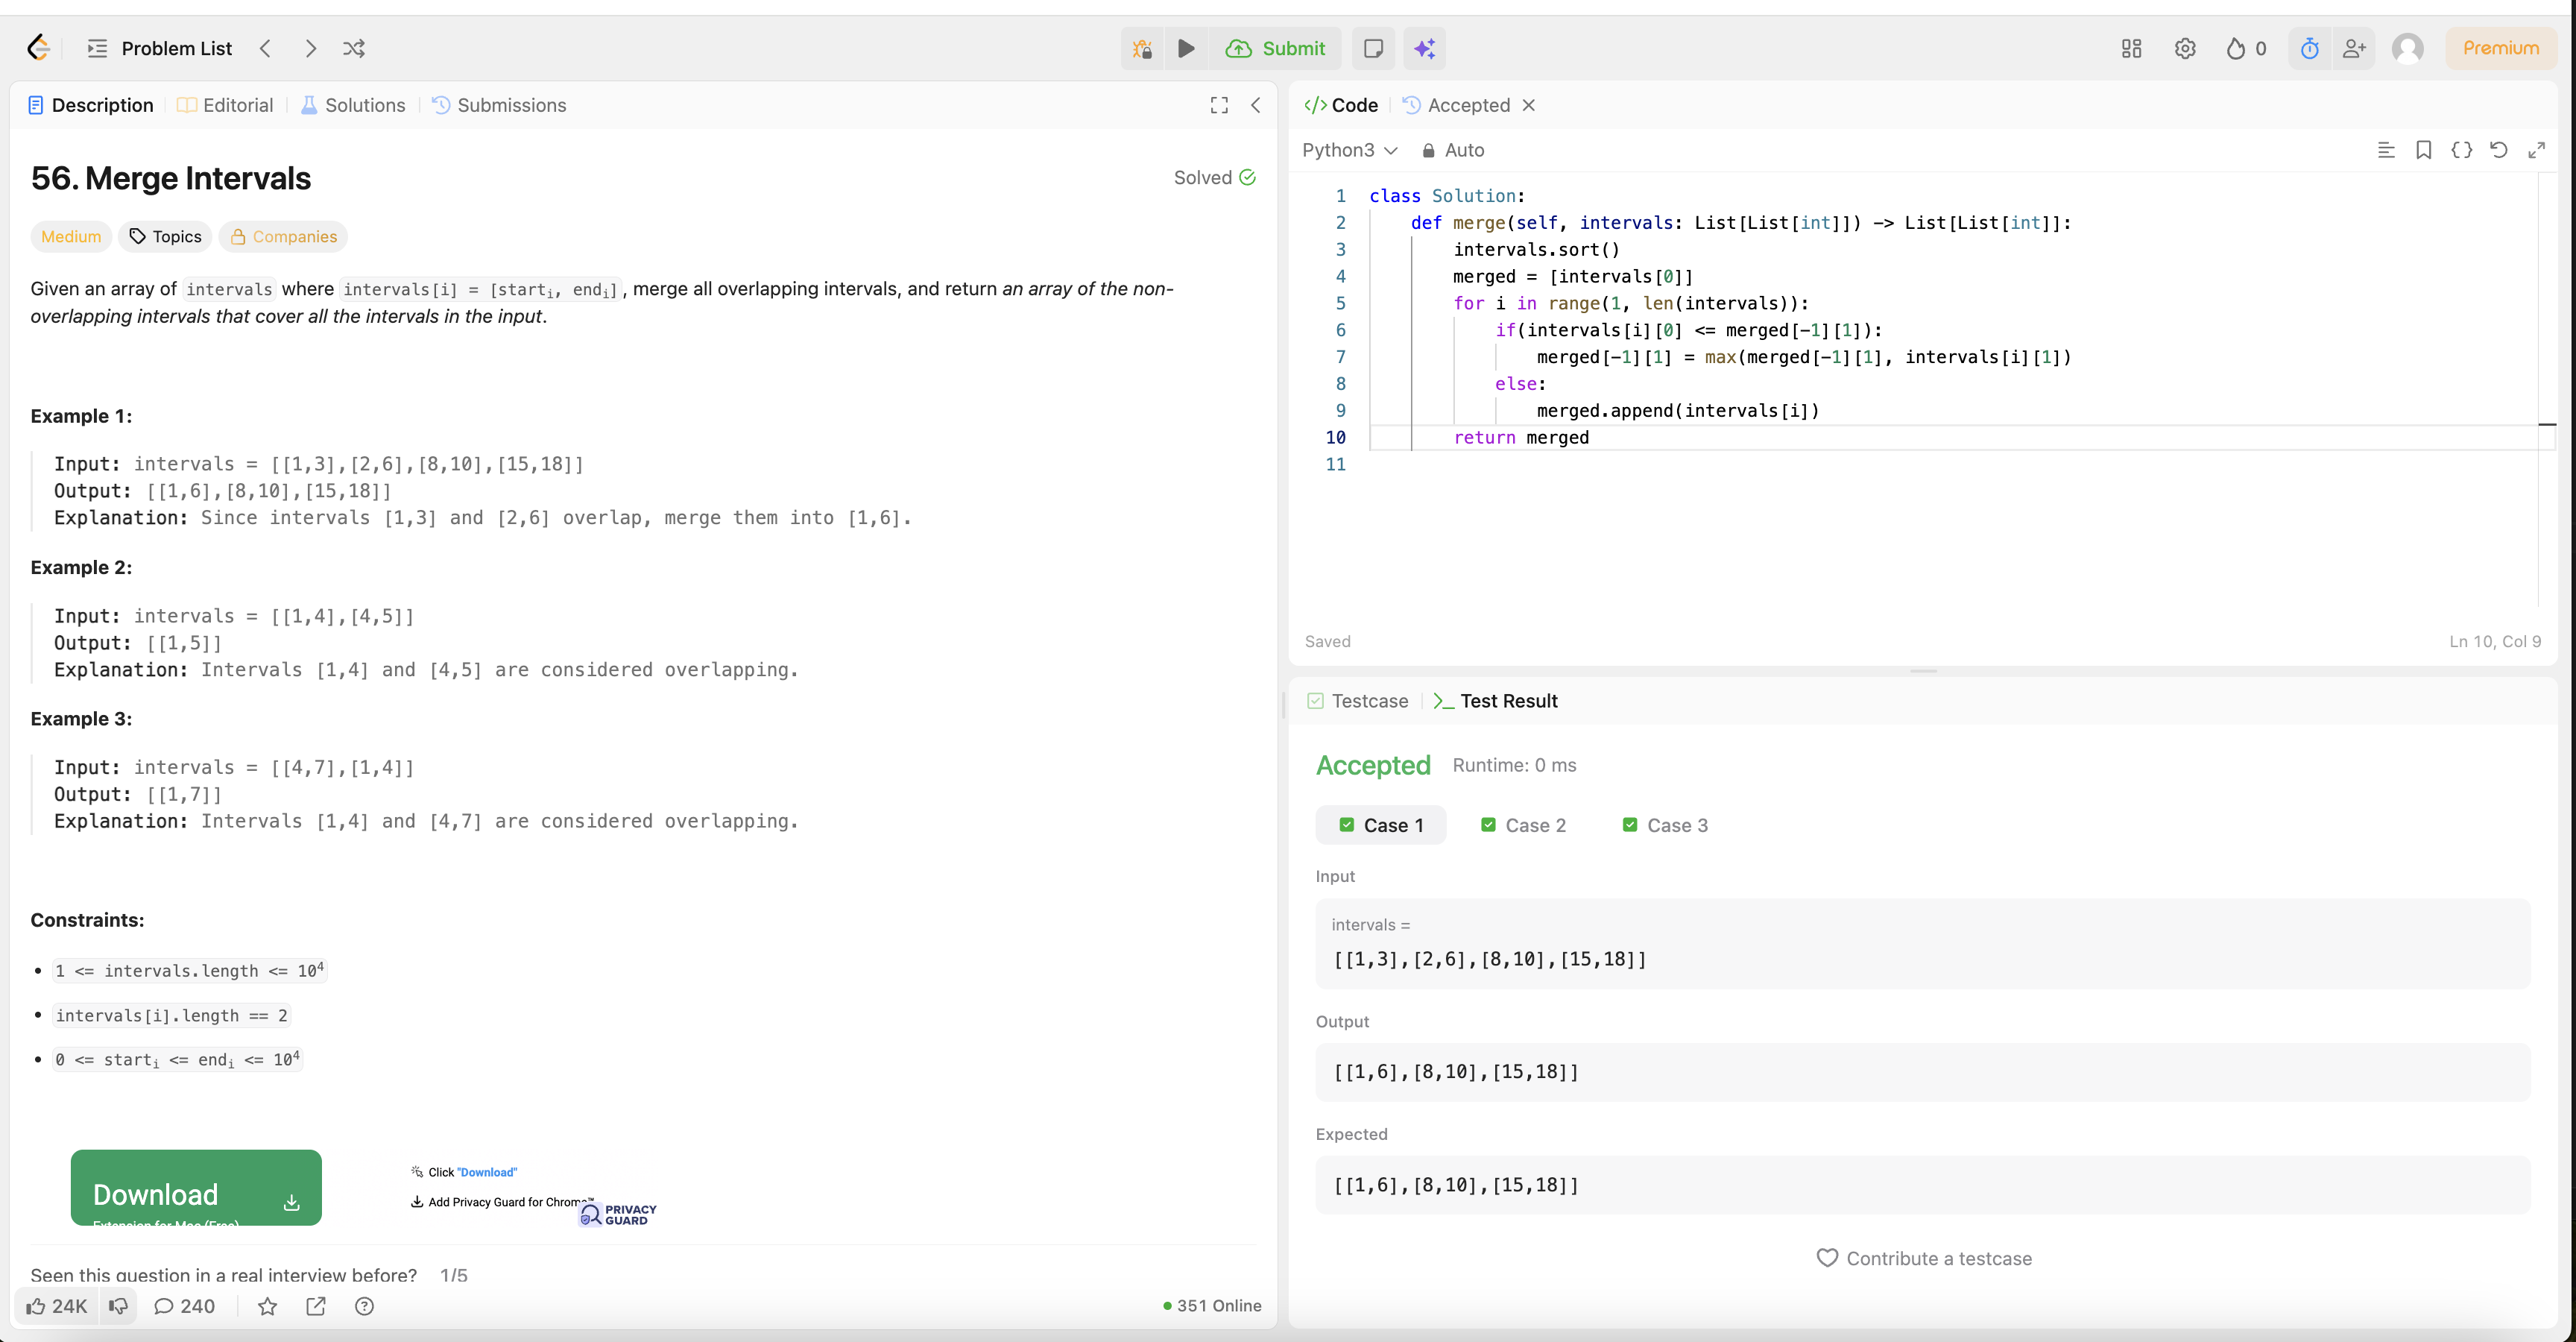 Problem List
Submit
0
Premium
Description
Editorial
Solutions
Submissions
56. Merge Intervals
Solved
Medium
Topics
Companies
Given an array of intervals where intervals[i] = [starti, endi], merge all overlapping intervals, and return an array of the non-
overlapping intervals that cover all the intervals in the input.
Example 1:
Input: intervals = [[1,3],[2,6],[8,10],[15,18]]
Output: [[1,6],[8,10],[15,18]]
Explanation: Since intervals [1,3] and [2,6] overlap, merge them into [1,6].
Example 2:
Input: intervals = [[1,4],[4,5]]
Output: [[1,5]]
Explanation: Intervals [1,4] and [4,5] are considered overlapping.
Example 3:
Input: intervals = [[4,7],[1,4]]
Output: [[1,7]]
Explanation: Intervals [1,4] and [4,7] are considered overlapping.
Constraints:
1 <= intervals.length <= 10^4
intervals[i].length == 2
0 <= starti <= endi <= 10^4
Download
Extension for Mac (Free)
Click "Download"
Add Privacy Guard for Chrome™
PRIVACY
GUARD
Seen this question in a real interview before? 1/5
24K
240
351 Online
Code
Accepted
Python3
Auto
1 class Solution:
2     def merge(self, intervals: List[List[int]]) -> List[List[int]]:
3         intervals.sort()
4         merged = [intervals[0]]
5         for i in range(1, len(intervals)):
6             if(intervals[i][0] <= merged[-1][1]):
7                 merged[-1][1] = max(merged[-1][1], intervals[i][1])
8             else:
9                 merged.append(intervals[i])
10         return merged
11
Saved
Ln 10, Col 9
Testcase
Test Result
Accepted
Runtime: 0 ms
Case 1
Case 2
Case 3
Input
intervals =
[[1,3],[2,6],[8,10],[15,18]]
Output
[[1,6],[8,10],[15,18]]
Expected
[[1,6],[8,10],[15,18]]
Contribute a testcase